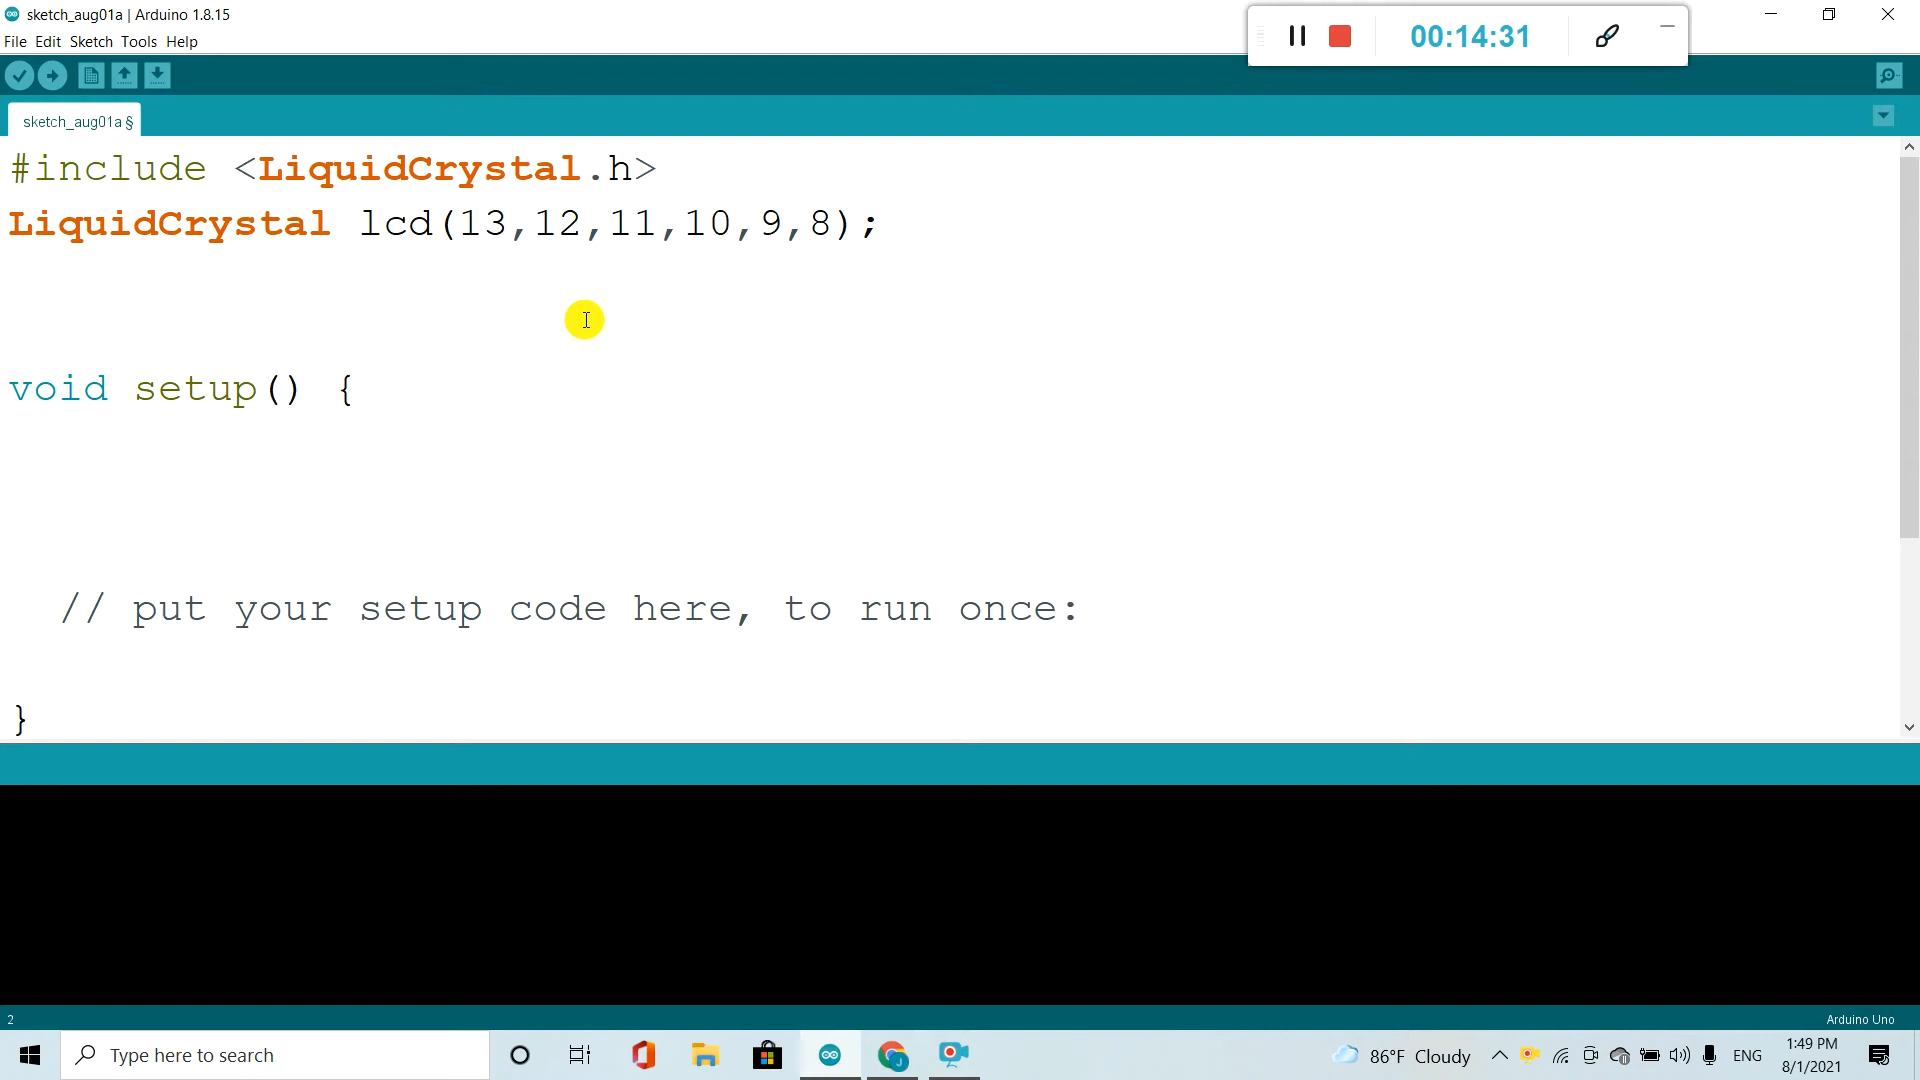 sketch_aug01a | Arduino 1.8.15
00:14:31
File Edit Sketch Tools Help
sketch_aug01a §
#include <LiquidCrystal.h>
LiquidCrystal lcd(13,12,11,10,9,8);
void setup() {
// put your setup code here, to run once:
}
2
Arduino Uno
Type here to search
86°F Cloudy
ENG
1:49 PM
8/1/2021